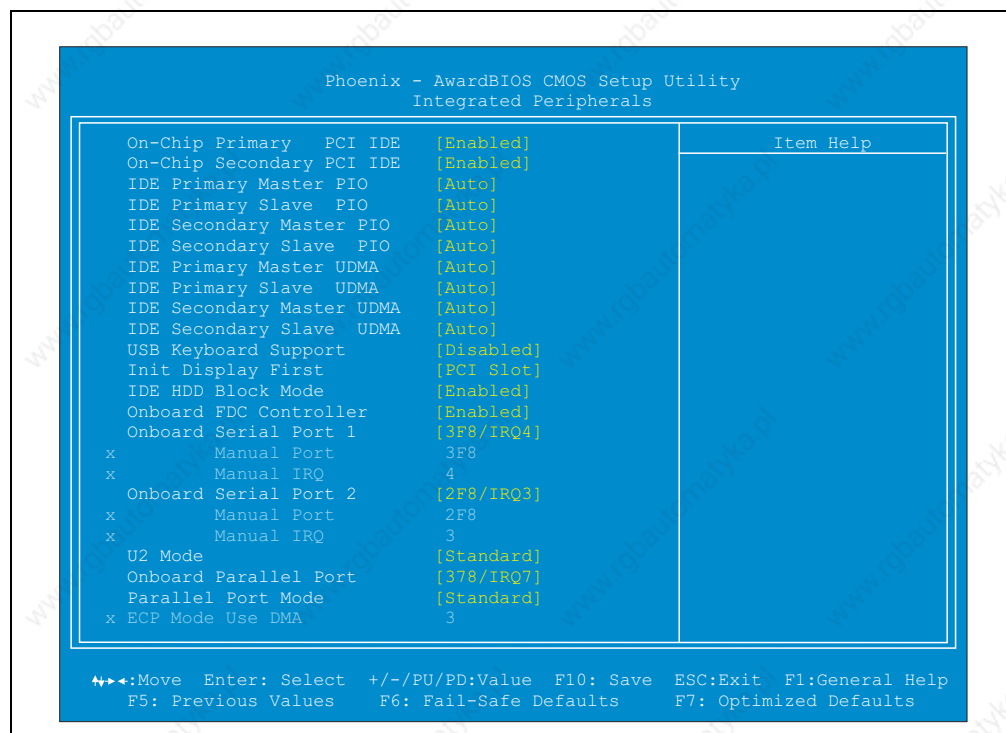 Phoenix - AwardBIOS CMOS Setup Utility
Integrated Peripherals
On-Chip Primary PCI IDE [Enabled]
Item Help
On-Chip Secondary PCI IDE [Enabled]
IDE Primary Master PIO [Auto]
IDE Primary Slave PIO [Auto]
IDE Secondary Master PIO [Auto]
IDE Secondary Slave PIO [Auto]
IDE Primary Master UDMA [Auto]
IDE Primary Slave UDMA [Auto]
IDE Secondary Master UDMA [Auto]
IDE Secondary Slave UDMA [Auto]
USB Keyboard Support [Disabled]
Init Display First [PCI Slot]
IDE HDD Block Mode [Enabled]
Onboard FDC Controller [Enabled]
Onboard Serial Port 1 [3F8/IRQ4]
x Manual Port 3F8
x Manual IRQ 4
Onboard Serial Port 2 [2F8/IRQ3]
x Manual Port 2F8
x Manual IRQ 3
U2 Mode [Standard]
Onboard Parallel Port [378/IRQ7]
Parallel Port Mode [Standard]
x ECP Mode Use DMA 3
:Move Enter: Select +/-/PU/PD:Value F10: Save ESC:Exit F1:General Help
F5: Previous Values F6: Fail-Safe Defaults F7: Optimized Defaults
www.rgbautomatyka.pl